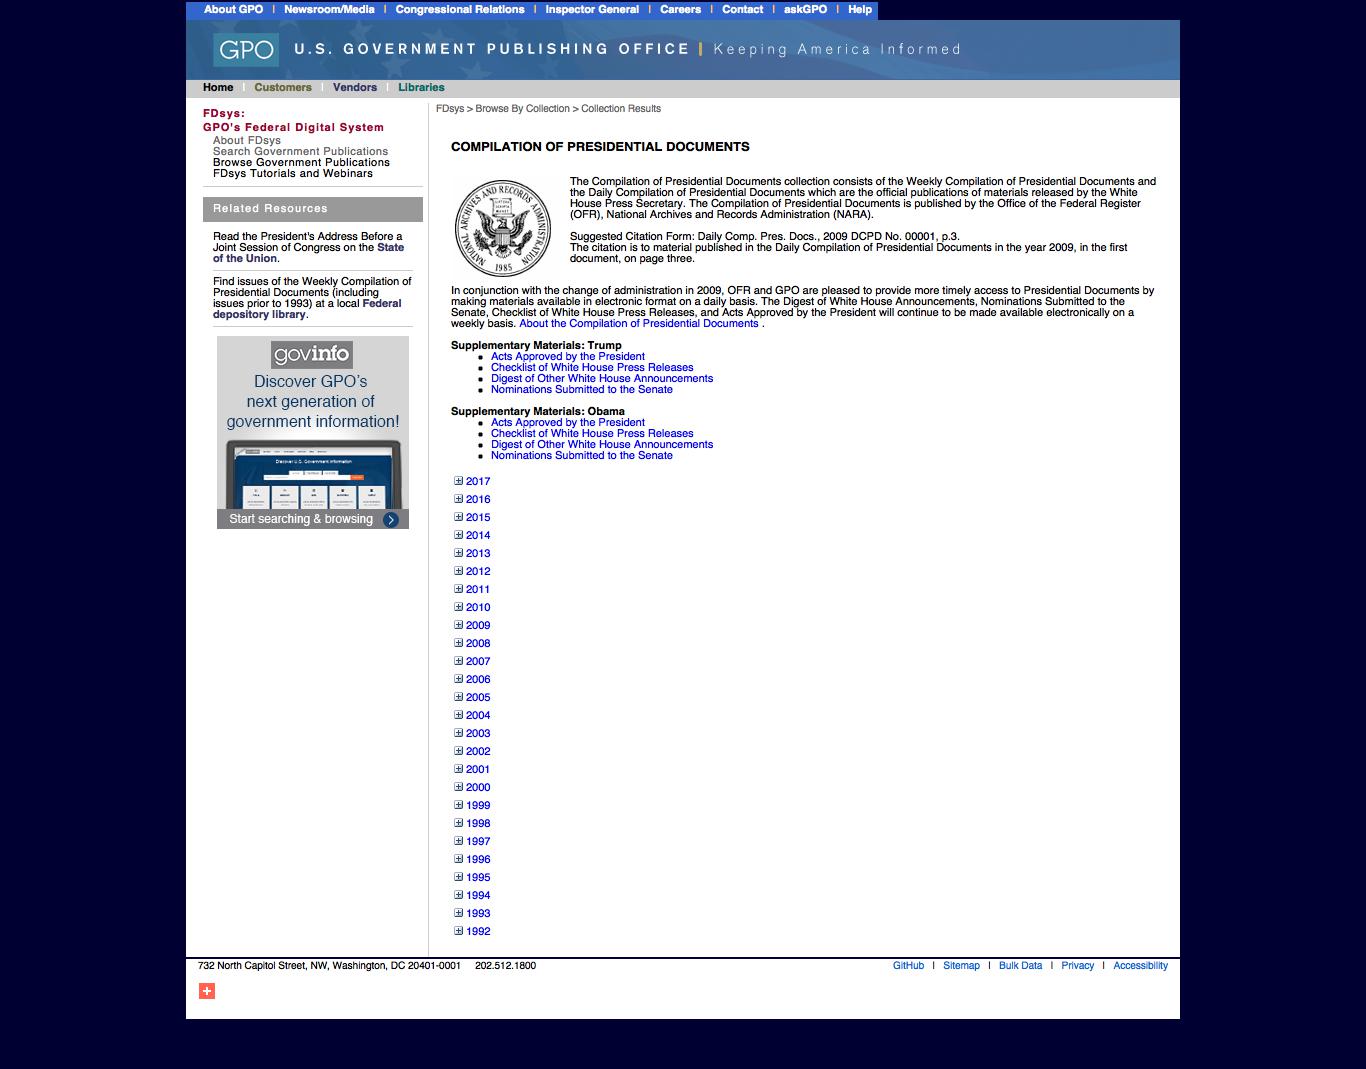 About GPO | Newsroom/Media | Congressional Relations | Inspector General | Careers | Contact | askGPO | Help
GPO U.S. GOVERNMENT PUBLISHING OFFICE | Keeping America Informed
Home | Customers | Vendors | Libraries
FDsys:
GPO's Federal Digital System
About FDsys
Search Government Publications
Browse Government Publications
FDsys Tutorials and Webinars
Related Resources
Read the President's Address Before a
Joint Session of Congress on the State
of the Union.
Find issues of the Weekly Compilation of
Presidential Documents (including
issues prior to 1993) at a local Federal
depository library.
govinfo
Discover GPO's
next generation of
government information!
Discover U.S. Government Information
Start searching & browsing
FDsys > Browse By Collection > Collection Results
COMPILATION OF PRESIDENTIAL DOCUMENTS
NATIONAL ARCHIVES AND RECORDS ADMINISTRATION
1985
The Compilation of Presidential Documents collection consists of the Weekly Compilation of Presidential Documents and
the Daily Compilation of Presidential Documents which are the official publications of materials released by the White
House Press Secretary. The Compilation of Presidential Documents is published by the Office of the Federal Register
(OFR), National Archives and Records Administration (NARA).
Suggested Citation Form: Daily Comp. Pres. Docs., 2009 DCPD No. 00001, p.3.
The citation is to material published in the Daily Compilation of Presidential Documents in the year 2009, in the first
document, on page three.
In conjunction with the change of administration in 2009, OFR and GPO are pleased to provide more timely access to Presidential Documents by
making materials available in electronic format on a daily basis. The Digest of White House Announcements, Nominations Submitted to the
Senate, Checklist of White House Press Releases, and Acts Approved by the President will continue to be made available electronically on a
weekly basis. About the Compilation of Presidential Documents .
Supplementary Materials: Trump
Acts Approved by the President
Checklist of White House Press Releases
Digest of Other White House Announcements
Nominations Submitted to the Senate
Supplementary Materials: Obama
Acts Approved by the President
Checklist of White House Press Releases
Digest of Other White House Announcements
Nominations Submitted to the Senate
2017
2016
2015
2014
2013
2012
2011
2010
2009
2008
2007
2006
2005
2004
2003
2002
2001
2000
1999
1998
1997
1996
1995
1994
1993
1992
732 North Capitol Street, NW, Washington, DC 20401-0001 202.512.1800
GitHub | Sitemap | Bulk Data | Privacy | Accessibility